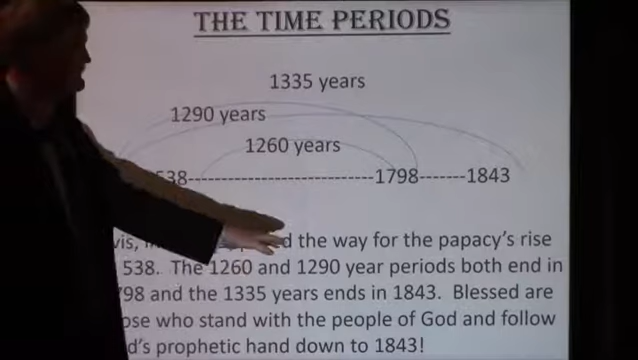 THE TIME PERIODS
1335 years
1290 years
1260 years
538----------------------------1798-------1843
the way for the papacy's rise
538. The 1260 and 1290 year periods both end in
and the 1335 years ends in 1843. Blessed are
who stand with the people of God and follow
prophetic hand down to 1843!